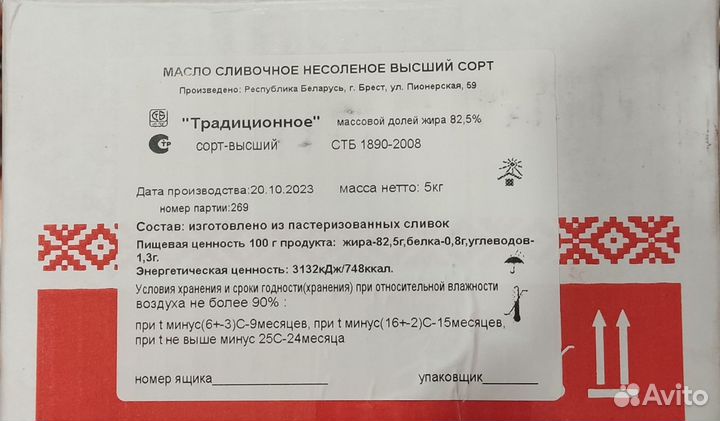 МАСЛО СЛИВОЧНОЕ НЕСОЛЕНОЕ ВЫСШИЙ СОРТ
Произведено: Республика Беларусь, г. Брест, ул. Пионерская, 59
"Традиционное" массовой долей жира 82,5%
СТБ
ТР
сорт-высший СТБ 1890-2008
Дата производства:20.10.2023 масса нетто: 5кг
номер партии:269
Состав: изготовлено из пастеризованных сливок
Пищевая ценность 100 г продукта: жира-82,5г,белка-0,8г,углеводов-
1,3г.
Энергетическая ценность: 3132кДж/748ккал.
Условия хранения и сроки годности(хранения) при относительной влажности
воздуха не более 90% :
при t минус(6+-3)С-9месяцев, при t минус(16+-2)С-15месяцев,
при t не выше минус 25С-24месяца
номер ящика______________ упаковщик______
Avito